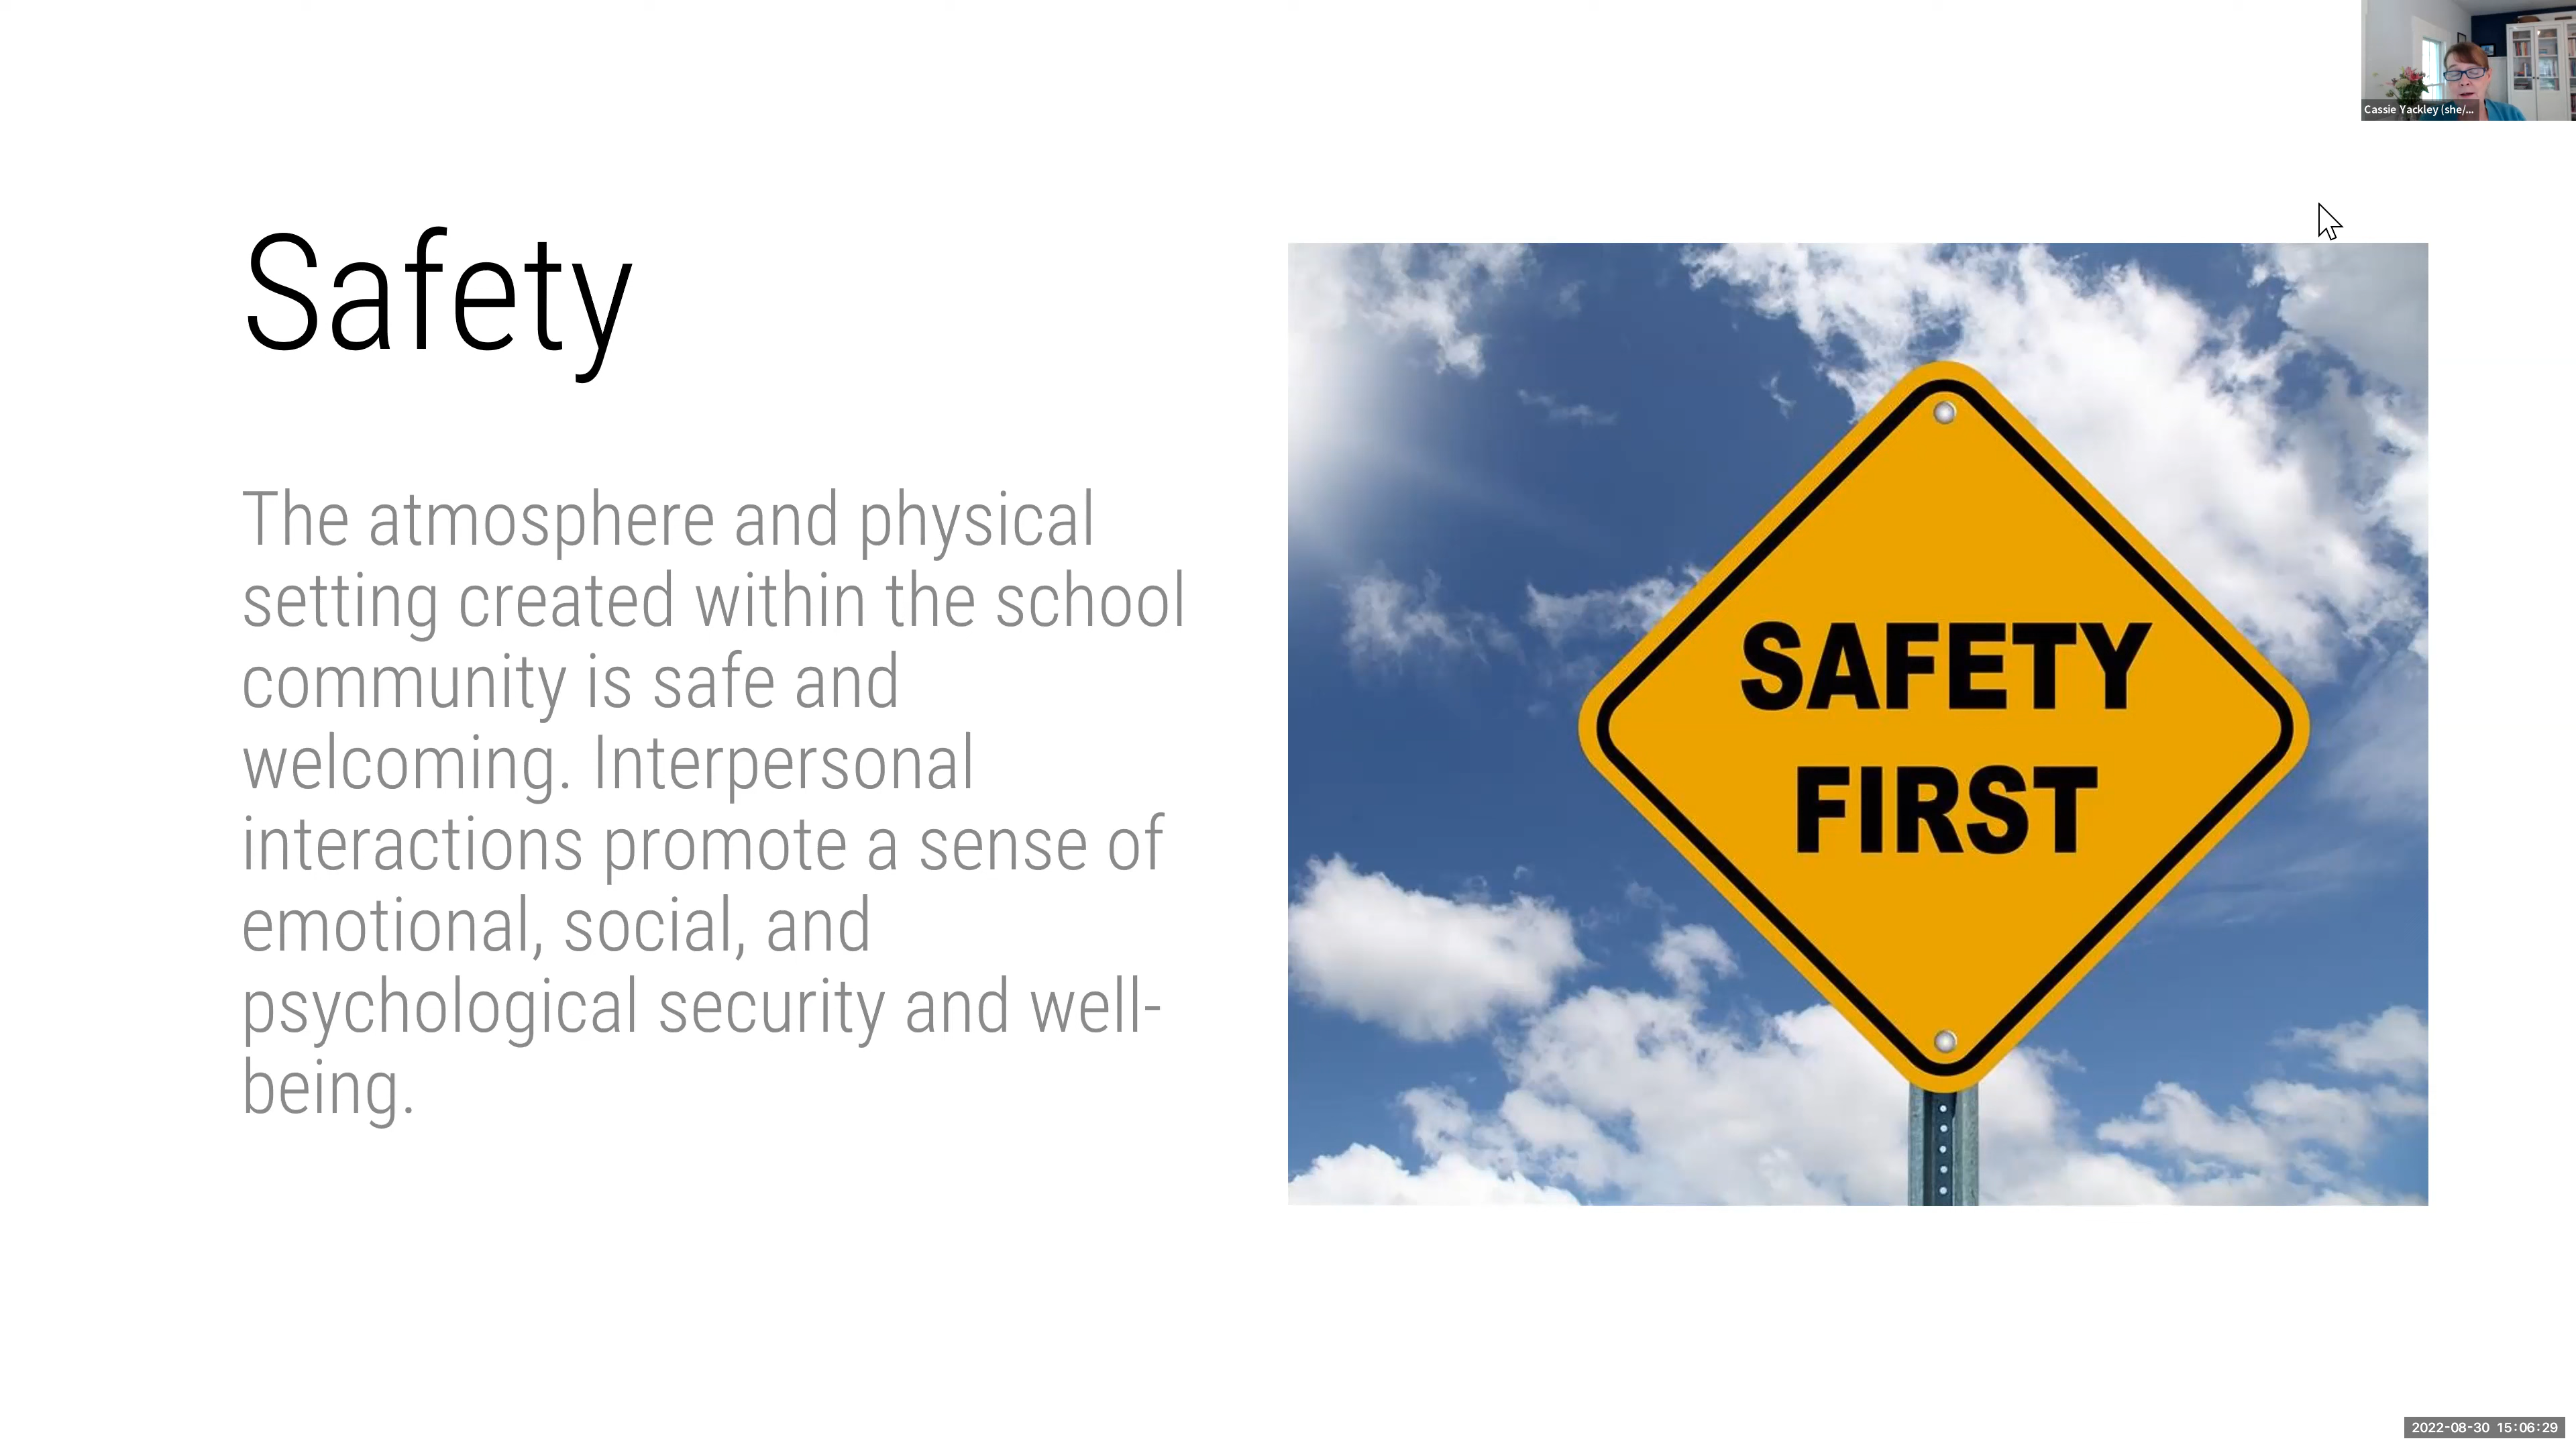 Cassie Yackley (she/...
Safety
The atmosphere and physical
setting created within the school
community is safe and
welcoming. Interpersonal
interactions promote a sense of
emotional, social, and
psychological security and well-
being.
SAFETY
FIRST
2022-08-30 15:06:29